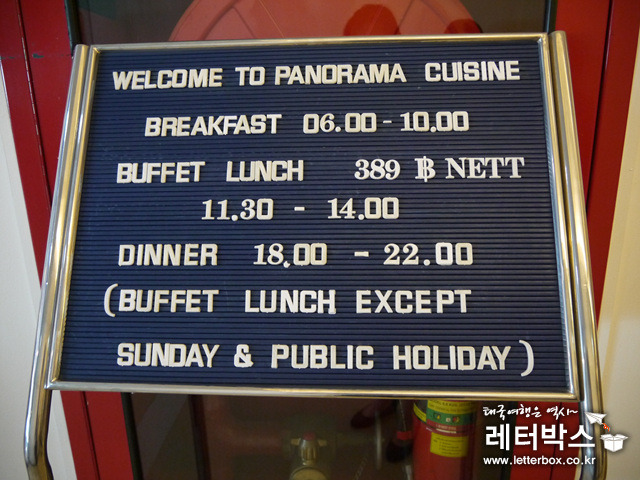 WELCOME TO PANORAMA CUISINE
BREAKFAST 06.00 - 10.00
BUFFET LUNCH 389 ฿ NETT
11.30 - 14.00
DINNER 18.00 - 22.00
(BUFFET LUNCH EXCEPT
SUNDAY & PUBLIC HOLIDAY)
태국여행은 역시~
레터박스
www.letterbox.co.kr